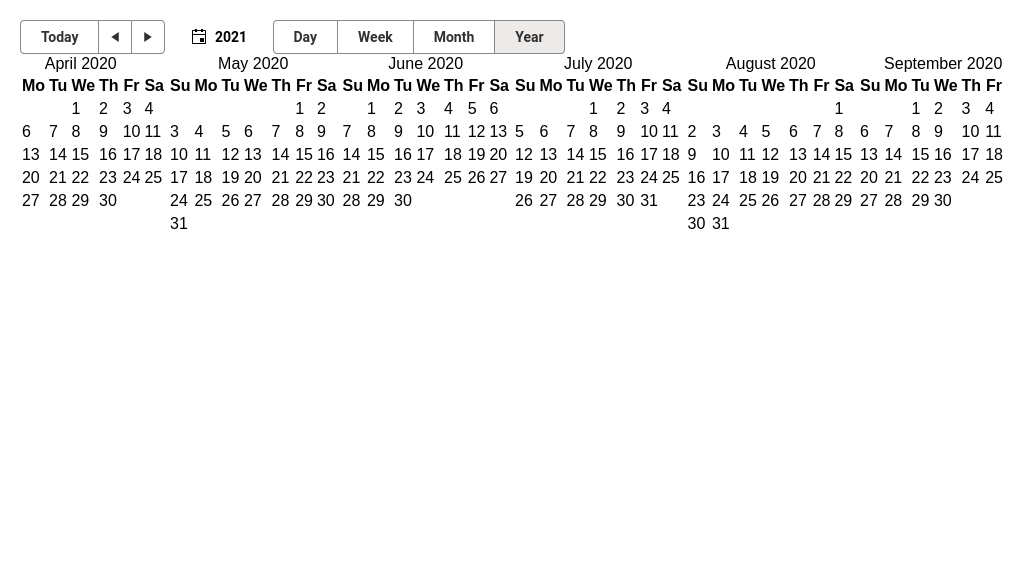 Today 2021 Day Week Month Year
April 2020 May 2020 June 2020 July 2020 August 2020 September 2020
Mo Tu We Th Fr Sa Su Mo Tu We Th Fr Sa Su Mo Tu We Th Fr Sa Su Mo Tu We Th Fr Sa Su Mo Tu We Th Fr Sa Su Mo Tu We Th Fr
1 2 3 4 1 2 1 2 3 4 5 6 1 2 3 4 1 1 2 3 4
6 7 8 9 10 11 3 4 5 6 7 8 9 7 8 9 10 11 12 13 5 6 7 8 9 10 11 2 3 4 5 6 7 8 6 7 8 9 10 11
13 14 15 16 17 18 10 11 12 13 14 15 16 14 15 16 17 18 19 20 12 13 14 15 16 17 18 9 10 11 12 13 14 15 13 14 15 16 17 18
20 21 22 23 24 25 17 18 19 20 21 22 23 21 22 23 24 25 26 27 19 20 21 22 23 24 25 16 17 18 19 20 21 22 20 21 22 23 24 25
27 28 29 30 24 25 26 27 28 29 30 28 29 30 26 27 28 29 30 31 23 24 25 26 27 28 29 27 28 29 30
31 30 31